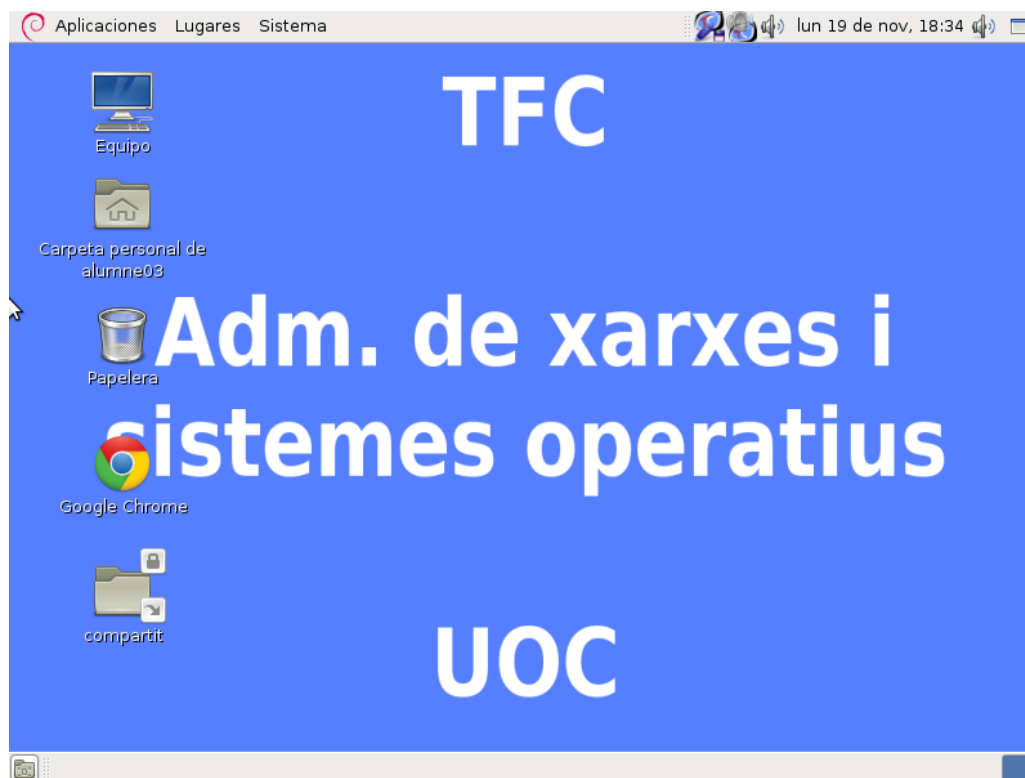 Aplicaciones Lugares Sistema lun 19 de nov, 18:34
TFC
Equipo
Carpeta personal de
alumne03
Adm. de xarxes i
Papelera
sistemes operatius
Google Chrome
compartit
UOC